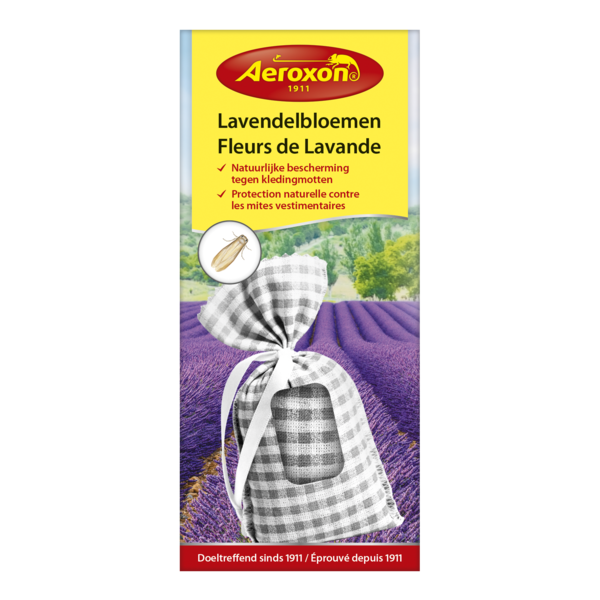 Aeroxon®
1911
Lavendelbloemen
Fleurs de Lavande
✓ Natuurlijke bescherming
tegen kledingmotten
✓ Protection naturelle contre
les mites vestimentaires
Doeltreffend sinds 1911 / Éprouvé depuis 1911